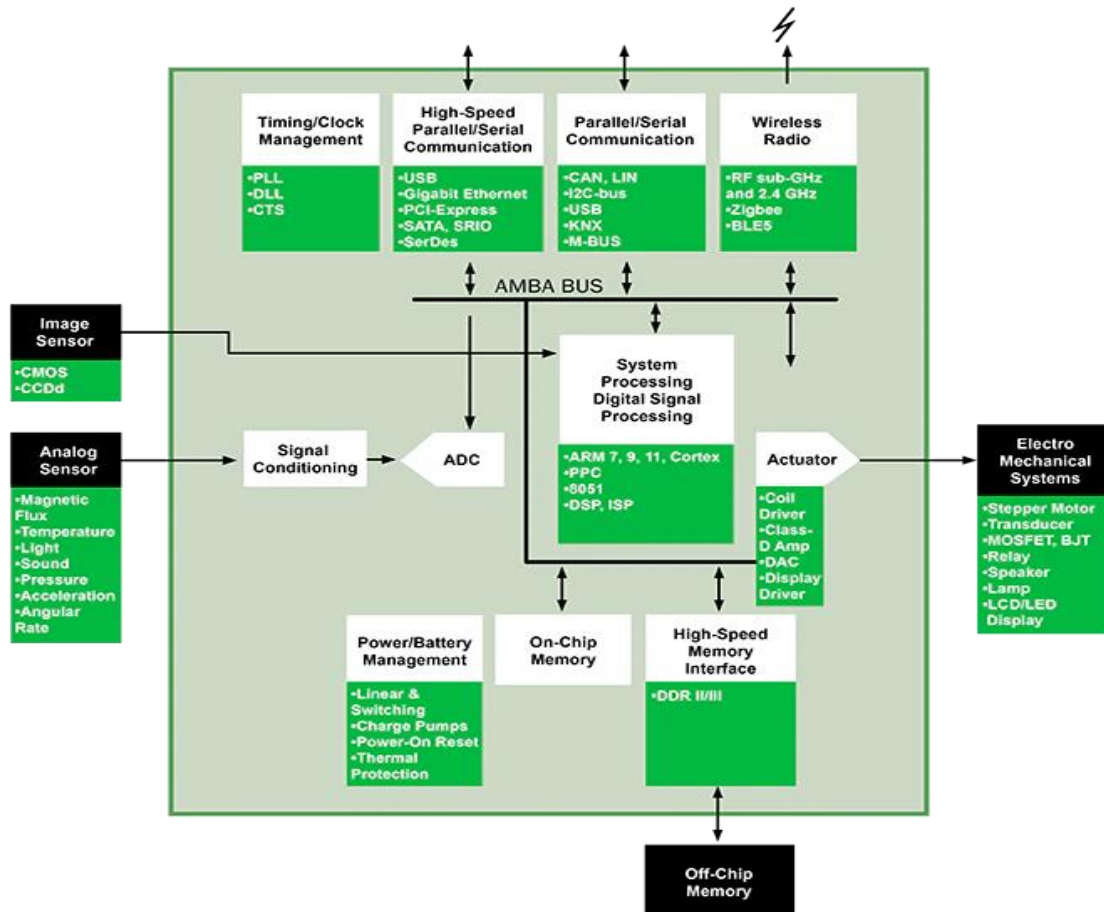 Timing/Clock
Management
•PLL
•DLL
•CTS
High-Speed
Parallel/Serial
Communication
•USB
•Gigabit Ethernet
•PCI-Express
•SATA, SRIO
•SerDes
Parallel/Serial
Communication
•CAN, LIN
•I2C-bus
•USB
•KNX
•M-BUS
Wireless
Radio
•RF sub-GHz
and 2.4 GHz
•Zigbee
•BLE5
AMBA BUS
Image
Sensor
•CMOS
•CCDd
System
Processing
Digital Signal
Processing
•ARM 7, 9, 11, Cortex
•PPC
•8051
•DSP, ISP
Analog
Sensor
•Magnetic
Flux
•Temperature
•Light
•Sound
•Pressure
•Acceleration
•Angular
Rate
Signal
Conditioning
ADC
Actuator
•Coil
Driver
•Class-
D Amp
•DAC
•Display
Driver
Electro
Mechanical
Systems
•Stepper Motor
•Transducer
•MOSFET, BJT
•Relay
•Speaker
•Lamp
•LCD/LED
Display
Power/Battery
Management
•Linear &
Switching
•Charge Pumps
•Power-On Reset
•Thermal
Protection
On-Chip
Memory
High-Speed
Memory
Interface
•DDR II/III
Off-Chip
Memory